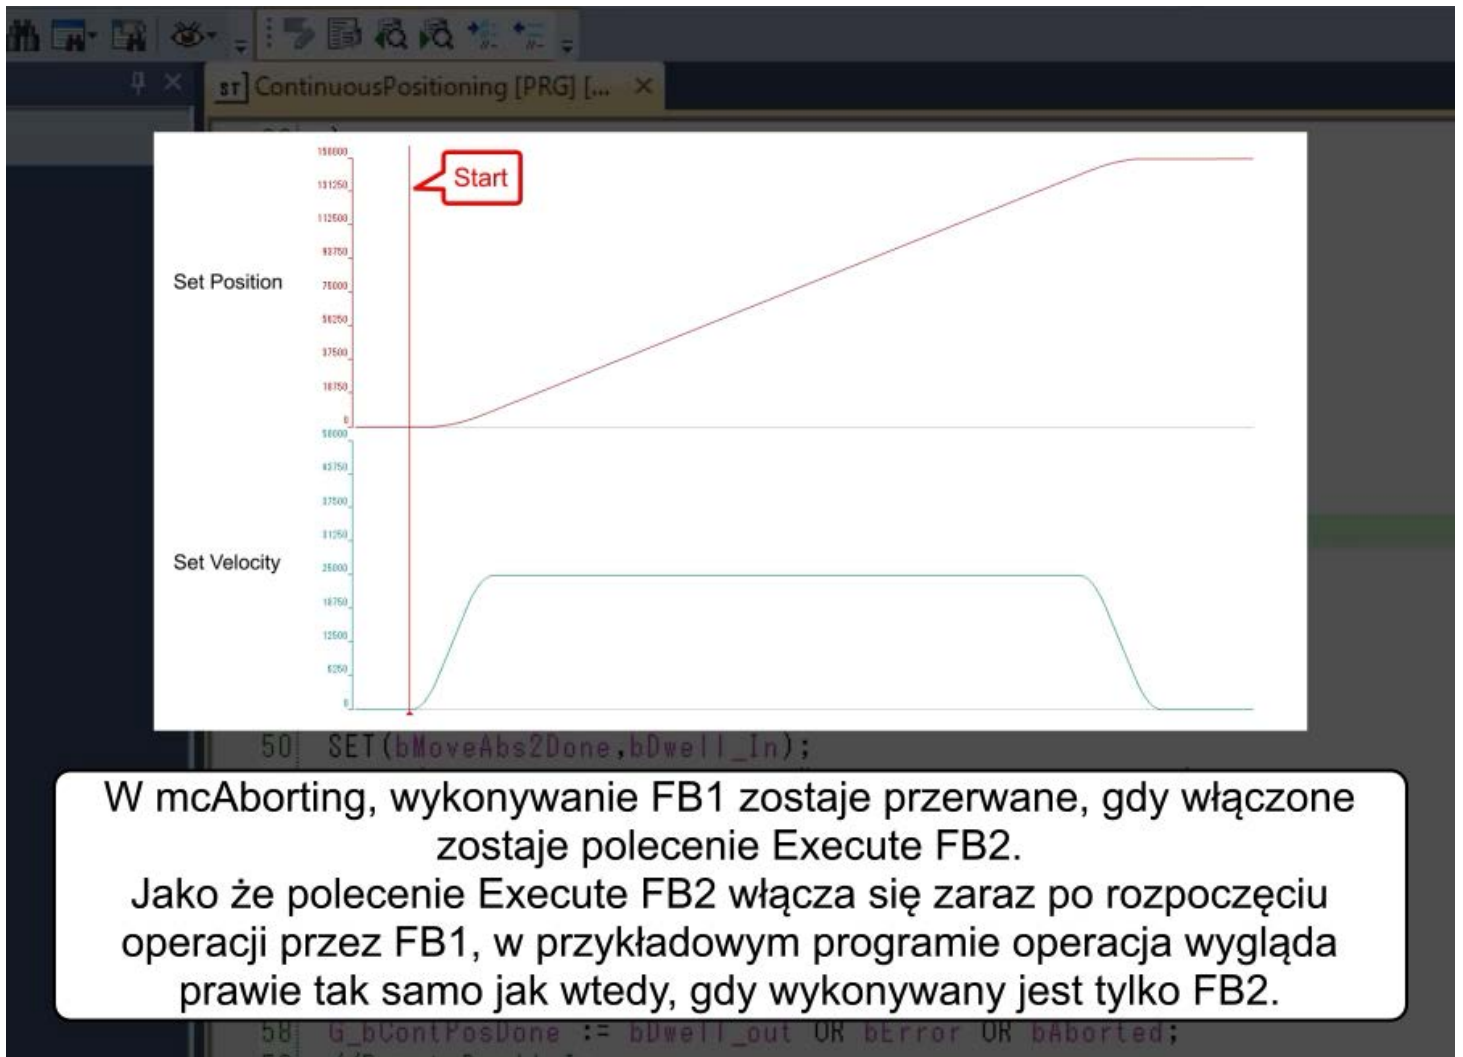 ST ContinuousPositioning [PRG] [... ×
150000
Start
131250
112500
93750
Set Position
75000
56250
37500
18750
0
50000
43750
37500
31250
Set Velocity
25000
18750
12500
6250
0
50 SET(bMoveAbs2Done,bDwell_In);
W mcAborting, wykonywanie FB1 zostaje przerwane, gdy włączone
zostaje polecenie Execute FB2.
Jako że polecenie Execute FB2 włącza się zaraz po rozpoczęciu
operacji przez FB1, w przykładowym programie operacja wygląda
prawie tak samo jak wtedy, gdy wykonywany jest tylko FB2.
58 G_bContPosDone := bDwell_out OR bError OR bAborted;